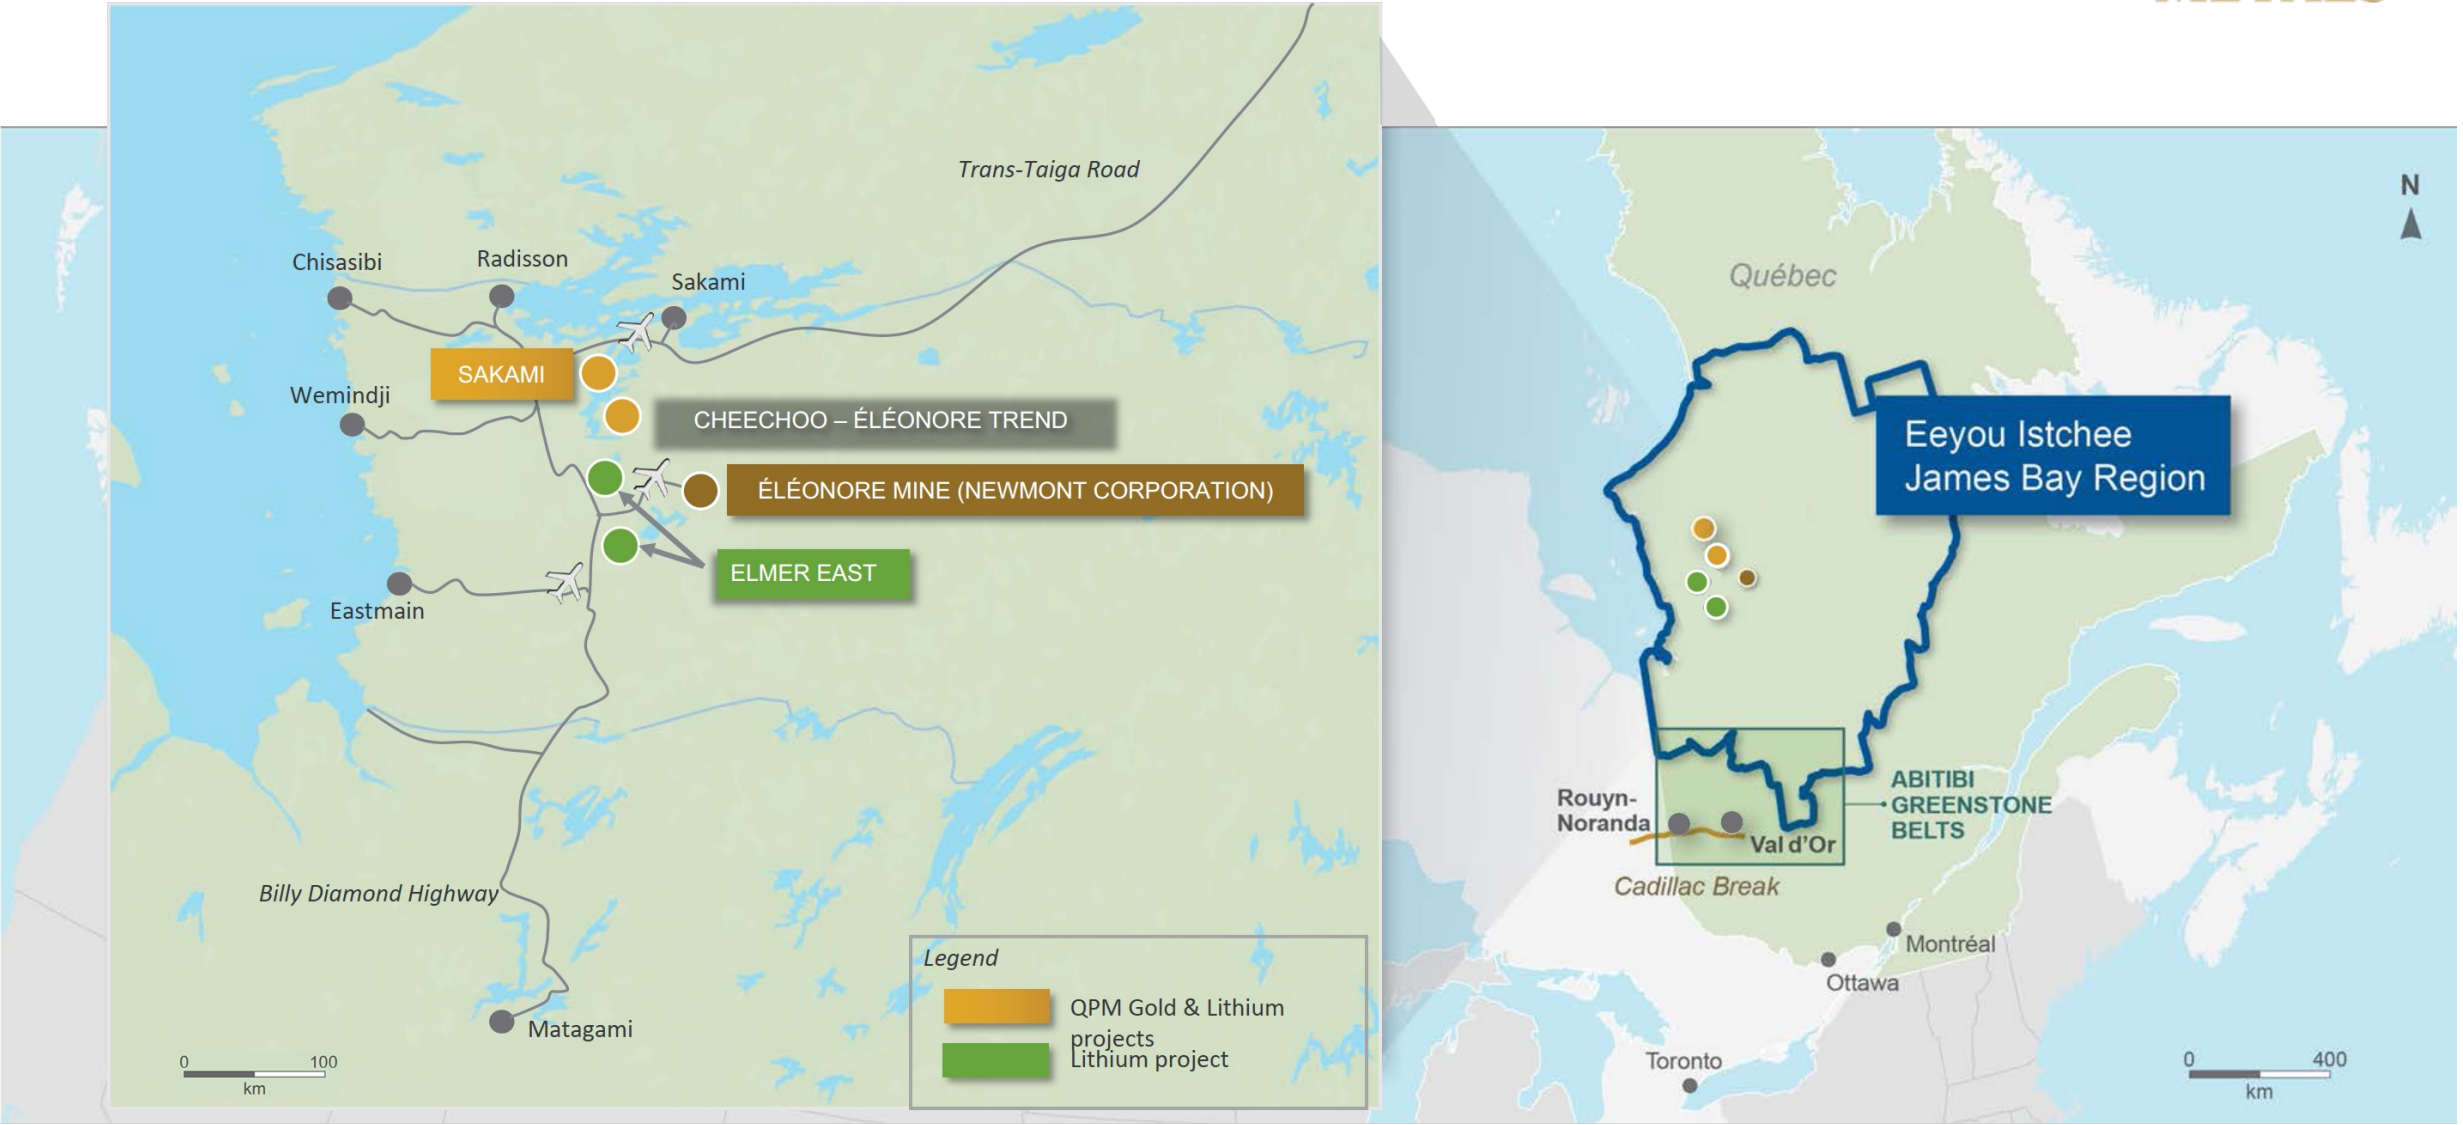 Trans-Taiga Road
Chisasibi
Radisson
Sakami
SAKAMI
Wemindji
CHEECHOO – ÉLÉONORE TREND
ÉLÉONORE MINE (NEWMONT CORPORATION)
ELMER EAST
Eastmain
Billy Diamond Highway
Matagami
0 100
km
Legend
QPM Gold & Lithium
projects
Lithium project
N
Québec
Eeyou Istchee
James Bay Region
ABITIBI
GREENSTONE
BELTS
Rouyn-
Noranda
Val d'Or
Cadillac Break
Montréal
Ottawa
Toronto
0 400
km